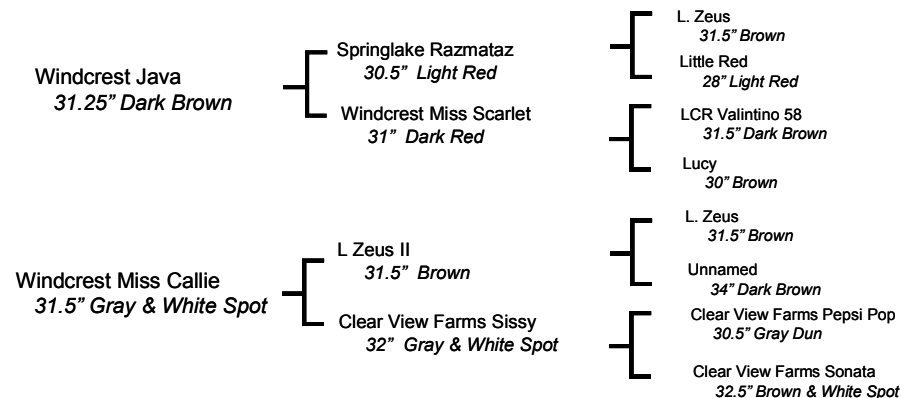 Windcrest Java
31.25” Dark Brown
Springlake Razmataz
30.5” Light Red
Windcrest Miss Scarlet
31” Dark Red
L. Zeus
31.5” Brown
Little Red
28” Light Red
LCR Valintino 58
31.5” Dark Brown
Lucy
30” Brown
Windcrest Miss Callie
31.5” Gray & White Spot
L Zeus II
31.5” Brown
Clear View Farms Sissy
32” Gray & White Spot
L. Zeus
31.5” Brown
Unnamed
34” Dark Brown
Clear View Farms Pepsi Pop
30.5” Gray Dun
Clear View Farms Sonata
32.5” Brown & White Spot